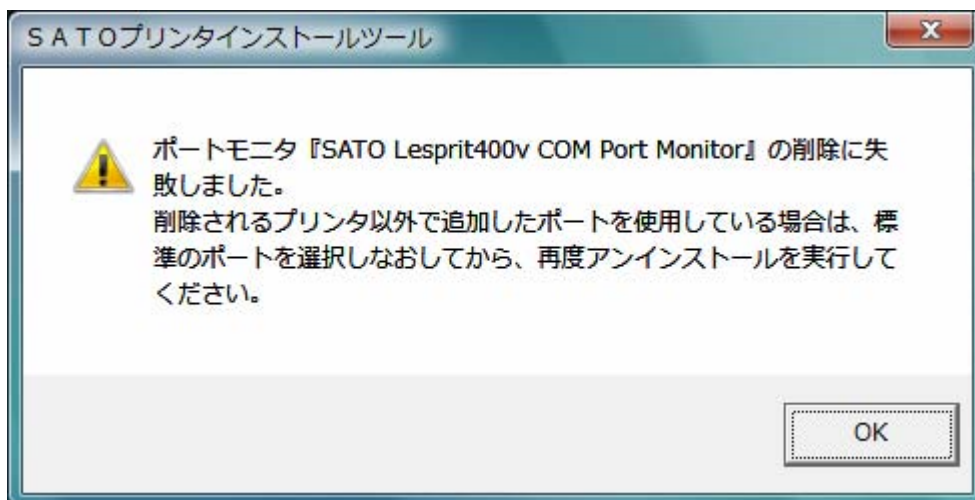 ＳＡＴＯプリンタインストールツール
ポートモニタ『SATO Lesprit400v COM Port Monitor』の削除に失
敗しました。
削除されるプリンタ以外で追加したポートを使用している場合は、標
準のポートを選択しなおしてから、再度アンインストールを実行して
ください。
OK